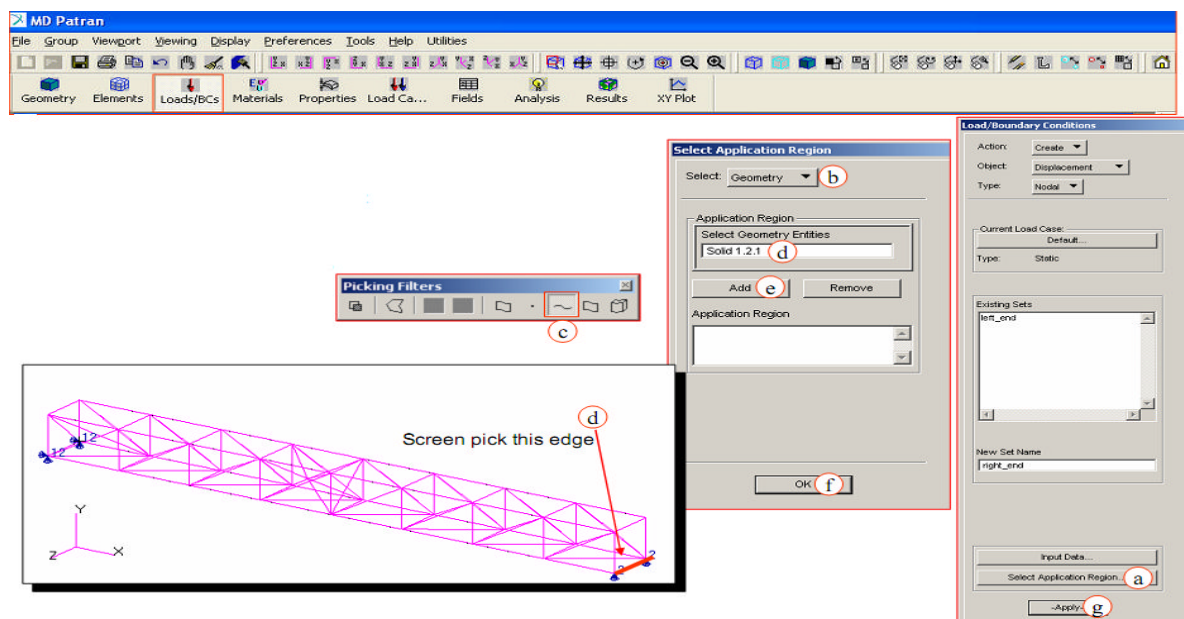 MD Patran
File Group Viewport Viewing Display Preferences Tools Help Utilities
Geometry Elements Loads/BCs Materials Properties Load Ca... Fields Analysis Results XY Plot
Select Application Region
Select: Geometry b
Application Region
Select Geometry Entities
Solid 1.2.1 d
Add e Remove
Application Region
OK f
Picking Filters
c
d
Screen pick this edge
12
12
2
2
Y
Z X
Load/Boundary Conditions
Action: Create
Object: Displacement
Type: Nodal
Current Load Case:
Default...
Type: Static
Existing Sets
left_end
New Set Name
right_end
Input Data...
Select Application Region... a
-Apply- g